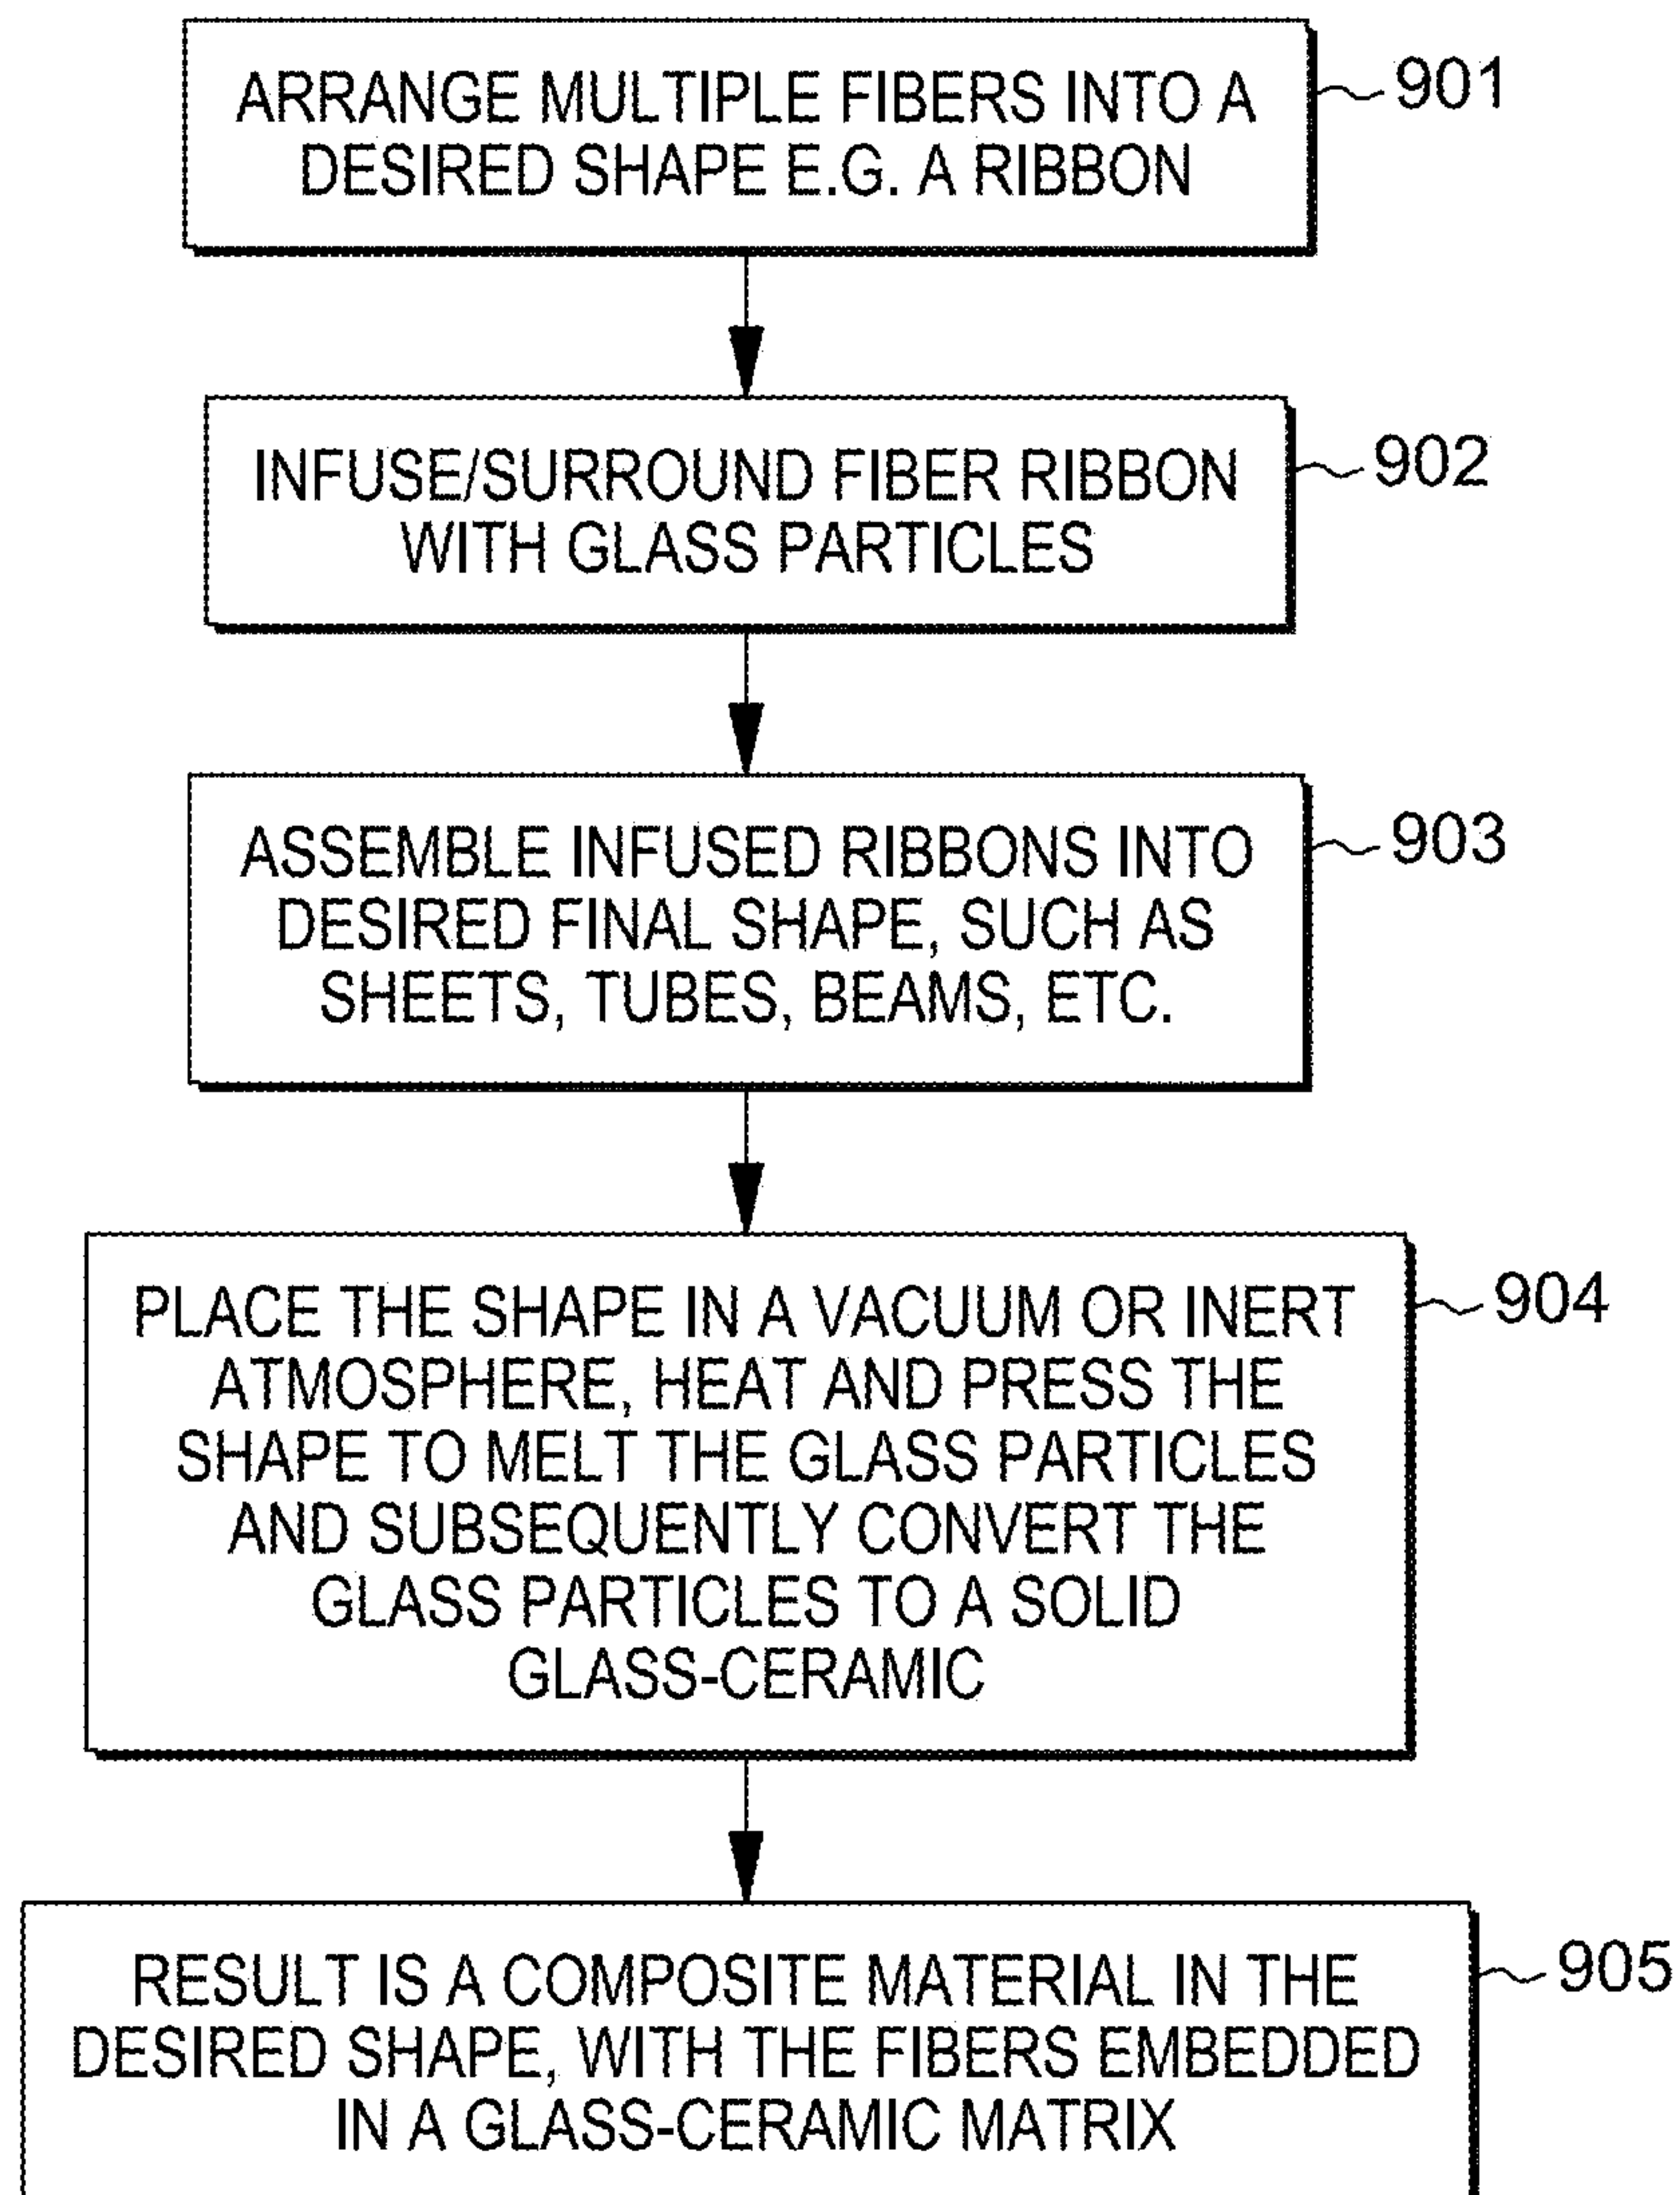 ARRANGE MULTIPLE FIBERS INTO A
DESIRED SHAPE E.G. A RIBBON
901
INFUSE/SURROUND FIBER RIBBON
WITH GLASS PARTICLES
902
ASSEMBLE INFUSED RIBBONS INTO
DESIRED FINAL SHAPE, SUCH AS
SHEETS, TUBES, BEAMS, ETC.
903
PLACE THE SHAPE IN A VACUUM OR INERT
ATMOSPHERE, HEAT AND PRESS THE
SHAPE TO MELT THE GLASS PARTICLES
AND SUBSEQUENTLY CONVERT THE
GLASS PARTICLES TO A SOLID
GLASS-CERAMIC
904
RESULT IS A COMPOSITE MATERIAL IN THE
DESIRED SHAPE, WITH THE FIBERS EMBEDDED
IN A GLASS-CERAMIC MATRIX
905